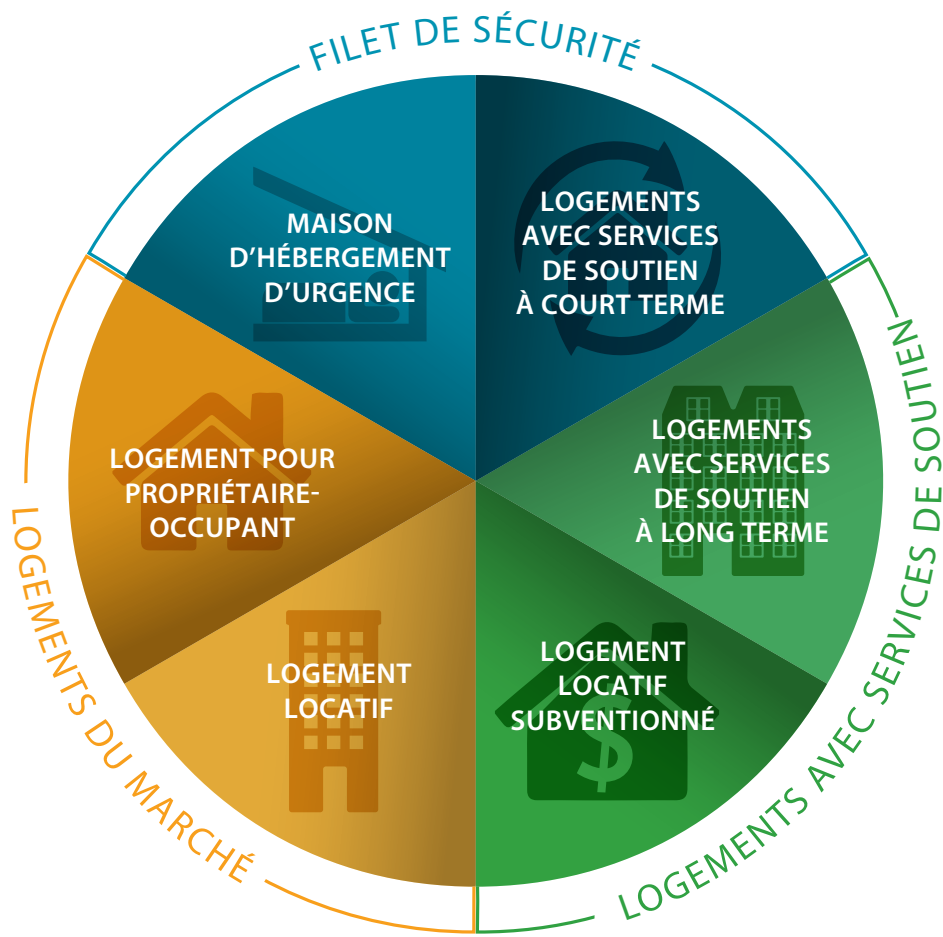 FILET DE SÉCURITÉ
MAISON
D'HÉBERGEMENT
D'URGENCE
LOGEMENTS
AVEC SERVICES
DE SOUTIEN
À COURT TERME
LOGEMENTS
AVEC SERVICES
DE SOUTIEN
À LONG TERME
LOGEMENT
LOCATIF
SUBVENTIONNÉ
$
LOGEMENTS AVEC SERVICES DE SOUTIEN
LOGEMENT
LOCATIF
LOGEMENT POUR
PROPRIÉTAIRE-
OCCUPANT
LOGEMENTS DU MARCHÉ